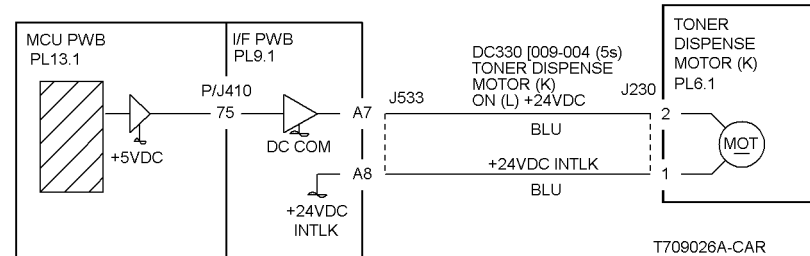 MCU PWB
PL13.1
+5VDC
I/F PWB
PL9.1
P/J410
75
DC COM
+24VDC
INTLK
A7
A8
J533
DC330 [009-004 (5s)
TONER DISPENSE
MOTOR (K)
ON (L) +24VDC
BLU
+24VDC INTLK
BLU
J230
2
1
TONER
DISPENSE
MOTOR (K)
PL6.1
MOT
T709026A-CAR